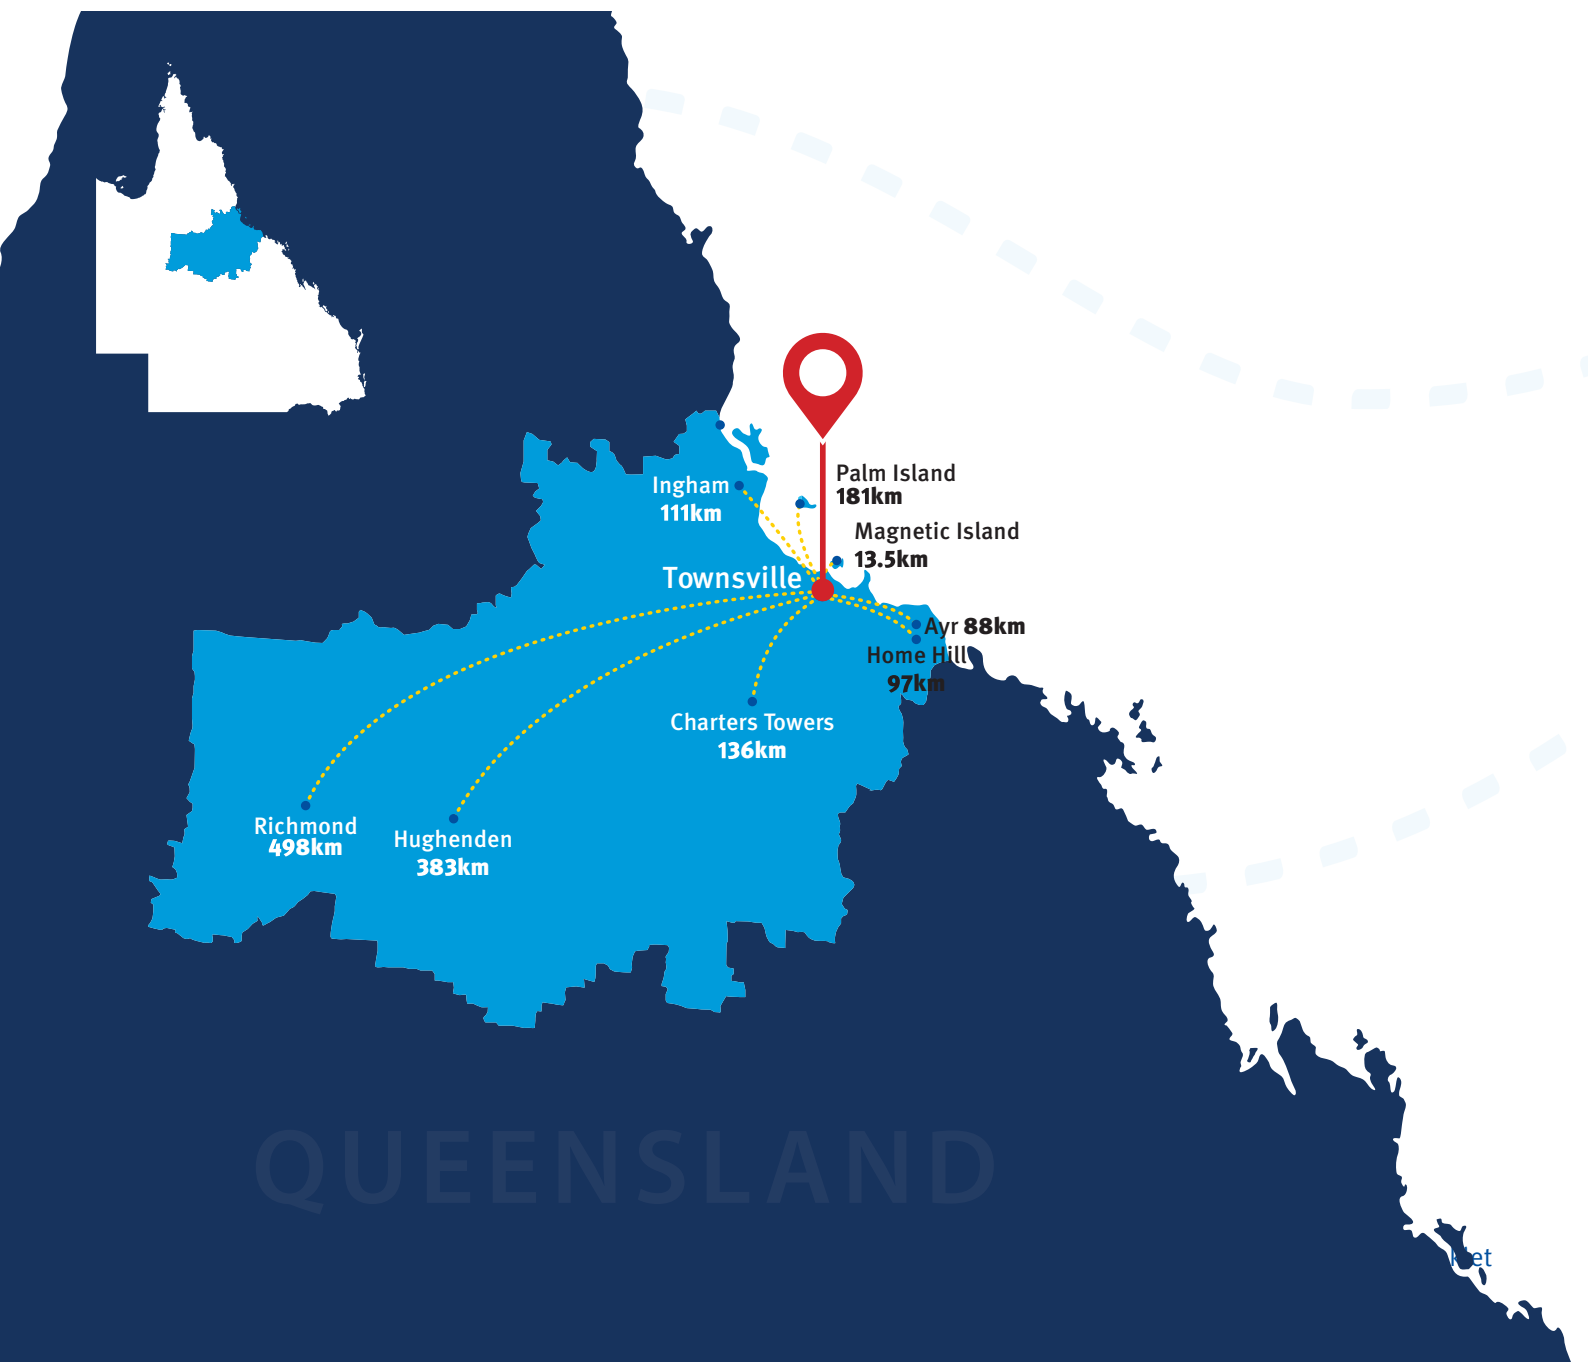 Palm Island
181km
Ingham
111km
Magnetic Island
13.5km
Townsville
Ayr 88km
Home Hill
97km
Charters Towers
136km
Richmond
498km
Hughenden
383km
QUEENSLAND